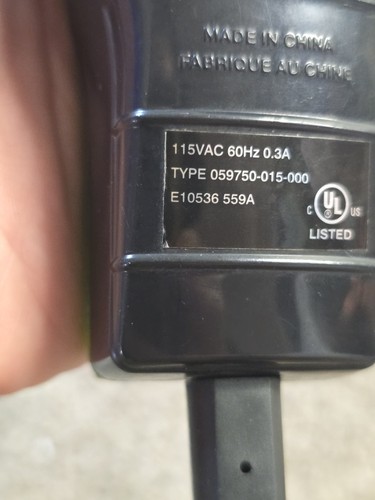 MADE IN CHINA
FABRIQUE AU CHINE
115VAC 60Hz 0.3A
TYPE 059750-015-000
E10536 559A
C UL US
LISTED